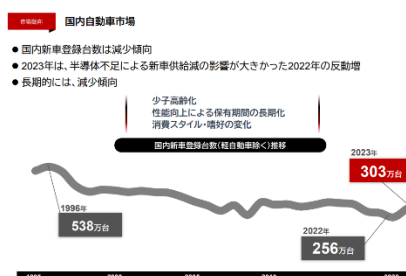 市場環境
国内自動車市場
● 国内新車登録台数は減少傾向
● 2023年は、半導体不足による新車供給減の影響が大きかった2022年の反動増
● 長期的には、減少傾向
少子高齢化
性能向上による保有期間の長期化
消費スタイル・嗜好の変化
国内新車登録台数(軽自動車除く)推移
2023年
303万台
1996年
538万台
2022年
256万台